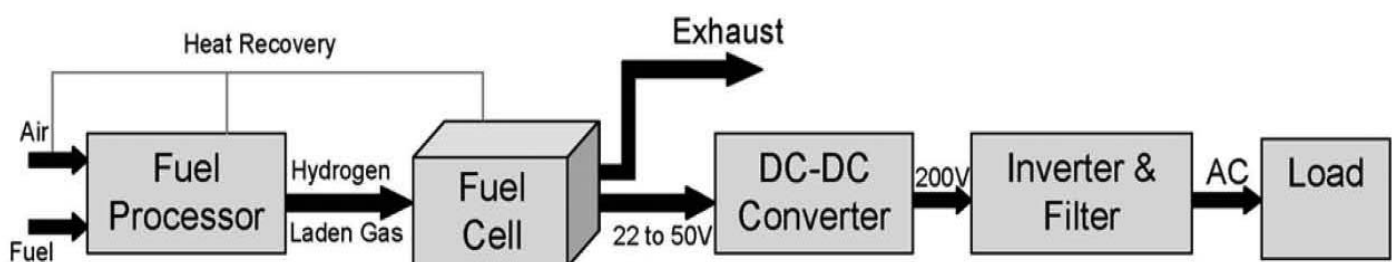 Exhaust
Heat Recovery
Air
Fuel
Fuel
Processor
Hydrogen
Laden Gas
Fuel
Cell
22 to 50V
DC-DC
Converter
200V
Inverter &
Filter
AC
Load